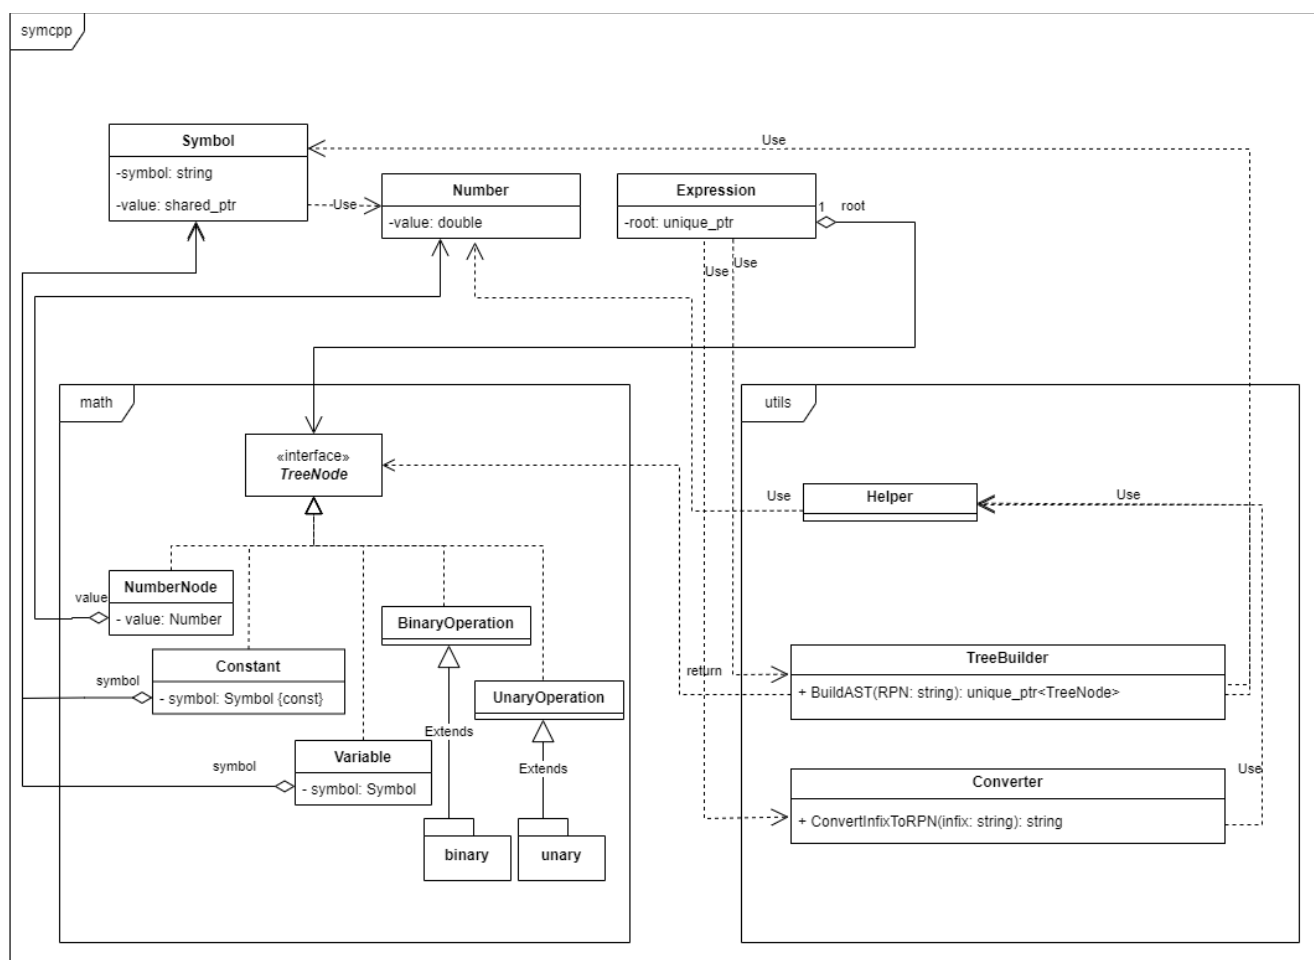 symcpp
Symbol
-symbol: string
-value: shared_ptr
Use
Number
-value: double
Expression
-root: unique_ptr
1
root
Use
Use
Use
math
«interface»
TreeNode
NumberNode
- value: Number
value
Constant
- symbol: Symbol {const}
symbol
Variable
- symbol: Symbol
symbol
BinaryOperation
UnaryOperation
Extends
Extends
binary
unary
utils
Helper
Use
Use
return
TreeBuilder
+ BuildAST(RPN: string): unique_ptr<TreeNode>
Use
Converter
+ ConvertInfixToRPN(infix: string): string